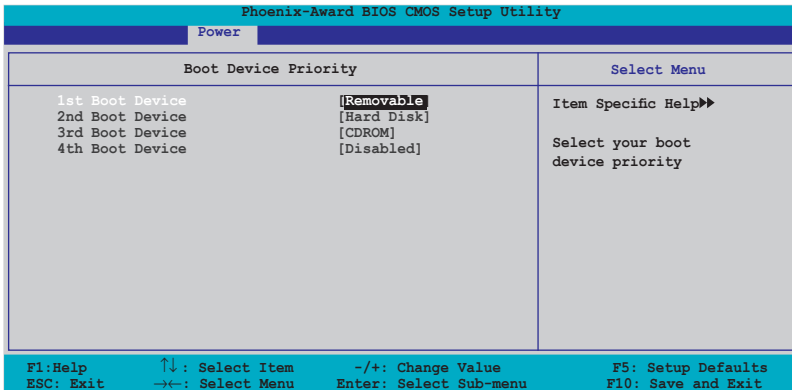 Phoenix-Award BIOS CMOS Setup Utility
Power
Boot Device Priority
Select Menu
1st Boot Device [Removable]
2nd Boot Device [Hard Disk]
3rd Boot Device [CDROM]
4th Boot Device [Disabled]
Item Specific Help▶▶
Select your boot
device priority
F1:Help ↑↓ : Select Item -/+: Change Value F5: Setup Defaults
ESC: Exit →←: Select Menu Enter: Select Sub-menu F10: Save and Exit